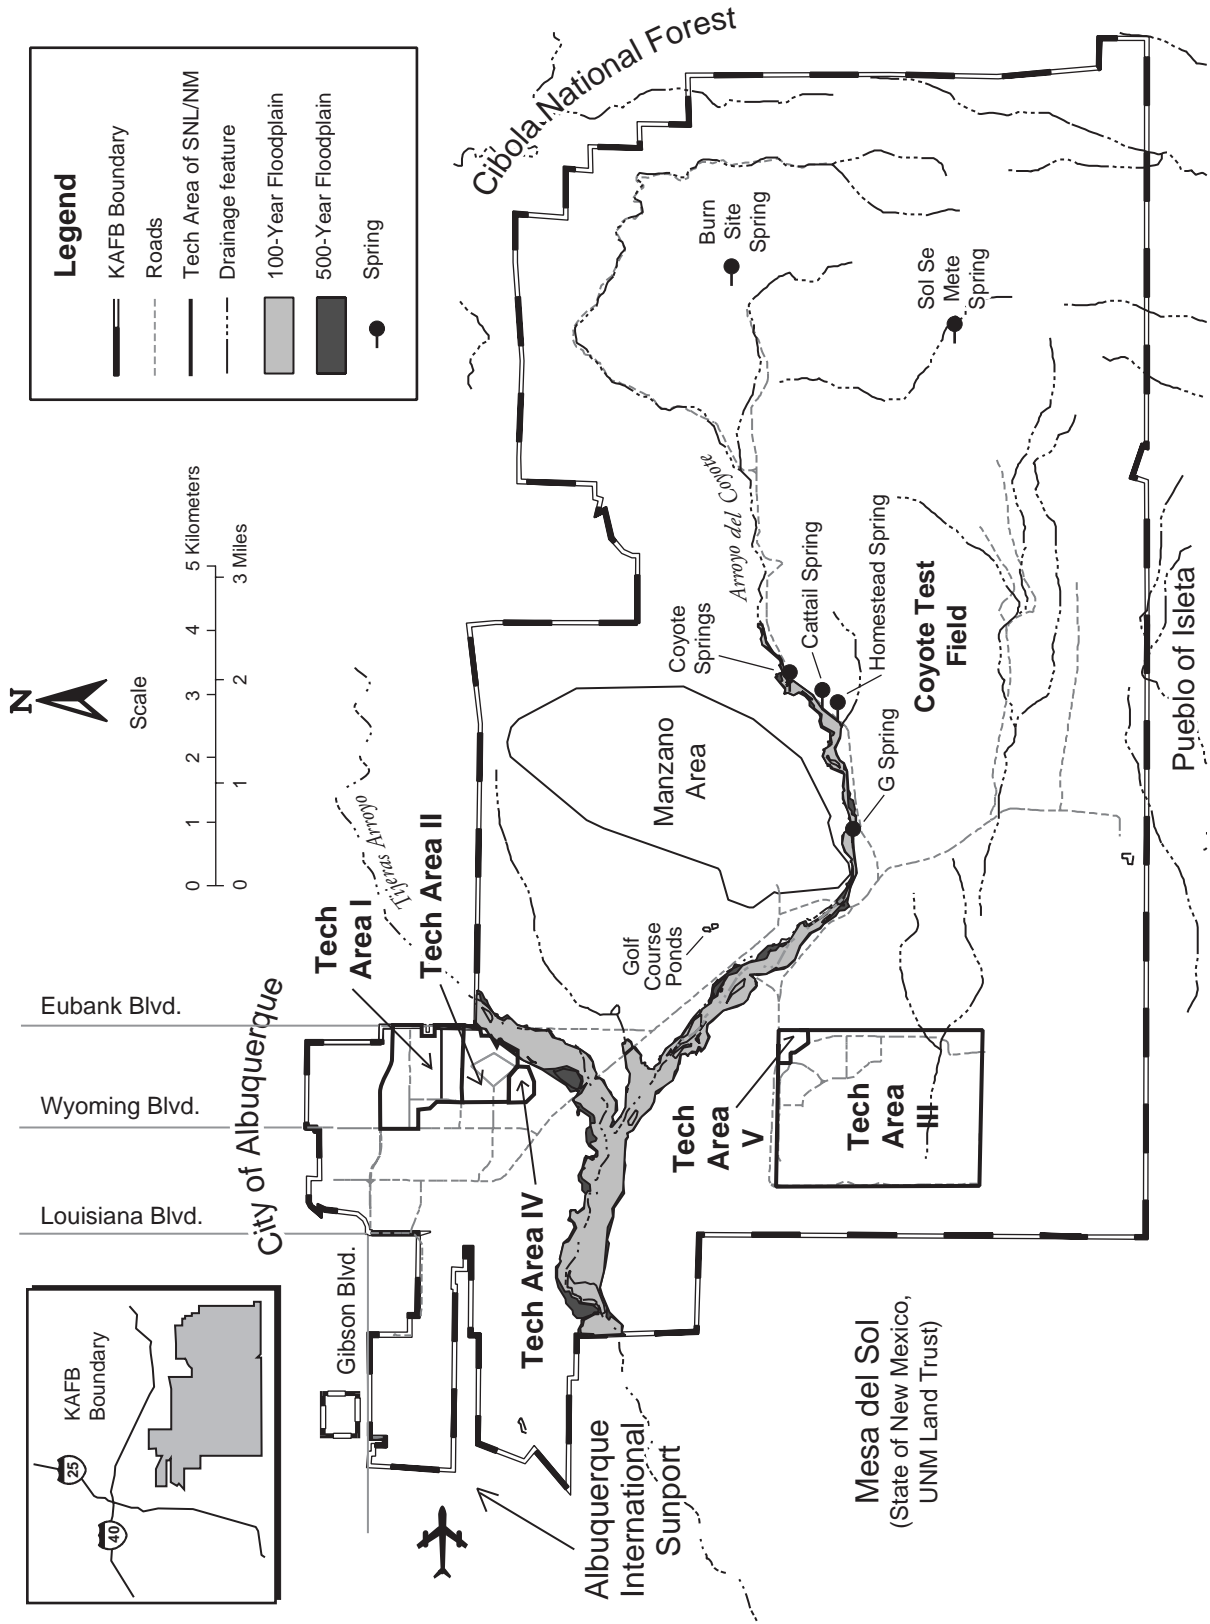 KAFB
Boundary
25
40
N
Scale
0 1 2 3 4 5 Kilometers
0 1 2 3 Miles
Legend
KAFB Boundary
Roads
Tech Area of SNL/NM
Drainage feature
100-Year Floodplain
500-Year Floodplain
Spring
Louisiana Blvd.
Wyoming Blvd.
Eubank Blvd.
City of Albuquerque
Gibson Blvd.
Tijeras Arroyo
Tech
Area I
Tech Area II
Tech Area IV
Cibola National Forest
Albuquerque
International
Sunport
Golf
Course
Ponds
Manzano
Area
Coyote
Springs
Arroyo del Coyote
Burn
Site
Spring
Cattail Spring
Homestead Spring
G Spring
Sol Se
Mete
Spring
Coyote Test
Field
Tech
Area
V
Tech
Area
III
Mesa del Sol
(State of New Mexico,
UNM Land Trust)
Pueblo of Isleta